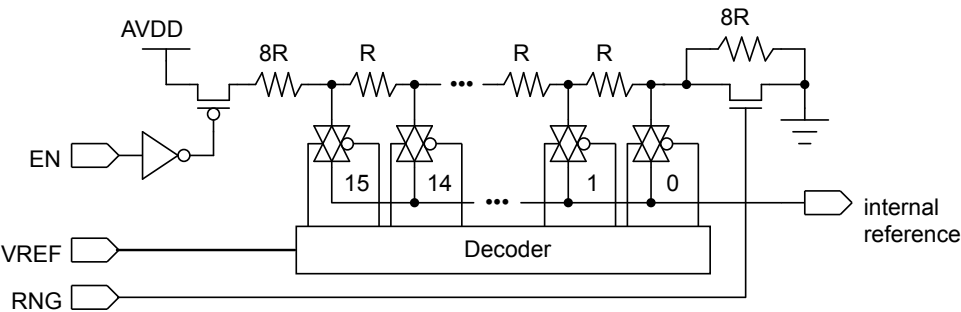 8R
AVDD
8R
R
R
R
EN
15
14
1
0
internal
reference
VREF
Decoder
RNG